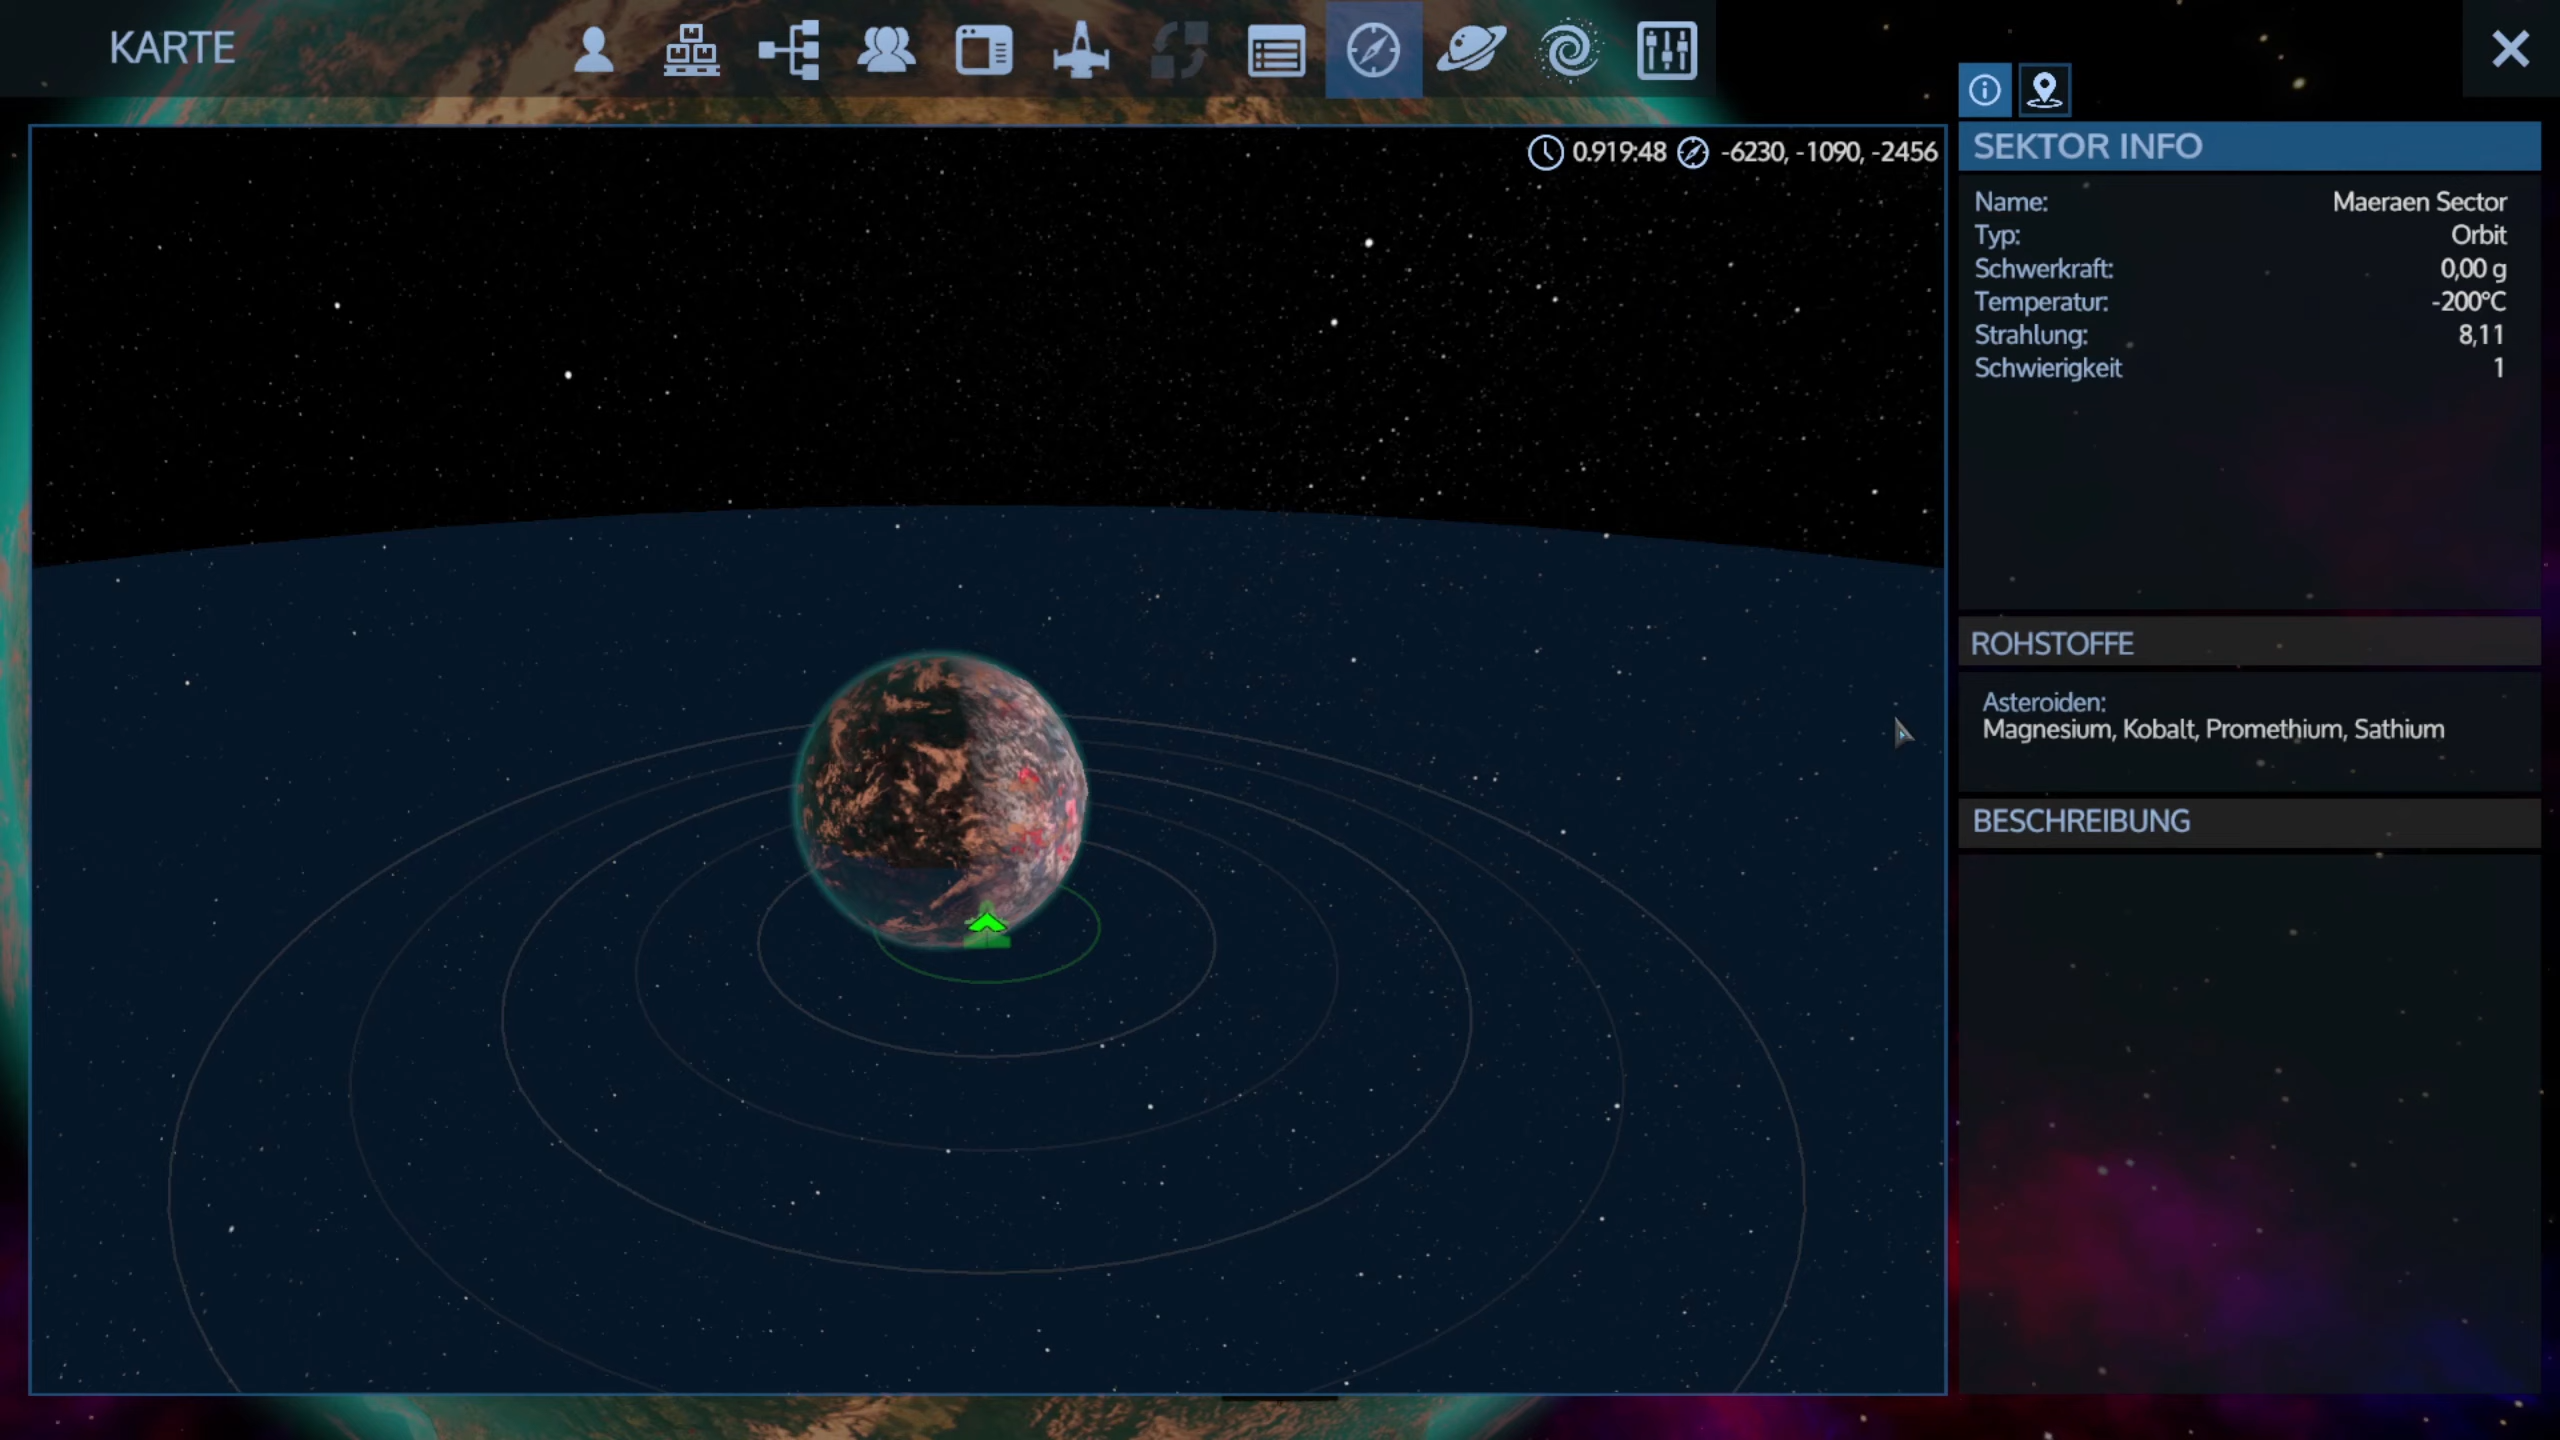 KARTE
0.919:48 -6230, -1090, -2456
SEKTOR INFO
Name: Maeraen Sector
Typ: Orbit
Schwerkraft: 0,00 g
Temperatur: -200°C
Strahlung: 8,11
Schwierigkeit 1
ROHSTOFFE
Asteroiden:
Magnesium, Kobalt, Promethium, Sathium
BESCHREIBUNG